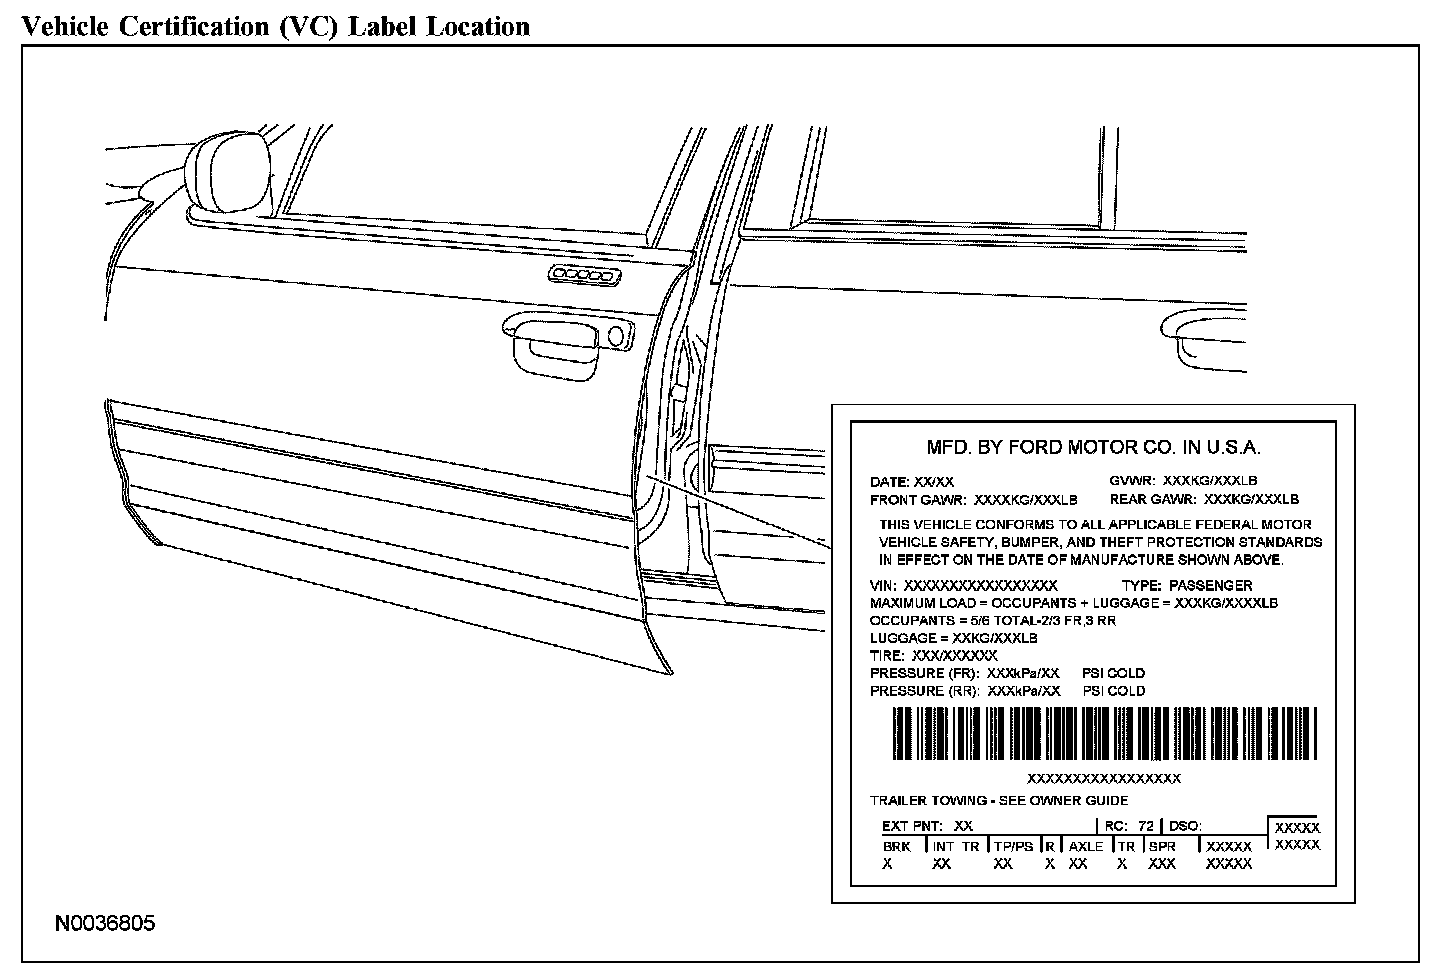 Vehicle Certification (VC) Label Location
MFD. BY FORD MOTOR CO. IN U.S.A.
DATE: XX/XX GVWR: XXXKG/XXXLB
FRONT GAWR: XXXXKG/XXXLB REAR GAWR: XXXKG/XXXLB
THIS VEHICLE CONFORMS TO ALL APPLICABLE FEDERAL MOTOR
VEHICLE SAFETY, BUMPER, AND THEFT PROTECTION STANDARDS
IN EFFECT ON THE DATE OF MANUFACTURE SHOWN ABOVE.
VIN: XXXXXXXXXXXXXXXXX TYPE: PASSENGER
MAXIMUM LOAD = OCCUPANTS + LUGGAGE = XXXKG/XXXXLB
OCCUPANTS = 5/6 TOTAL-2/3 FR,3 RR
LUGGAGE = XXKG/XXXLB
TIRE: XXX/XXXXXX
PRESSURE (FR): XXXkPa/XX PSI COLD
PRESSURE (RR): XXXkPa/XX PSI COLD
XXXXXXXXXXXXXXXXX
TRAILER TOWING - SEE OWNER GUIDE
EXT PNT: XX RC: 72 DSO: XXXXX
BRK INT TR TP/PS R AXLE TR SPR XXXXX XXXXX
X XX XX X XX X XXX XXXXX
N0036805